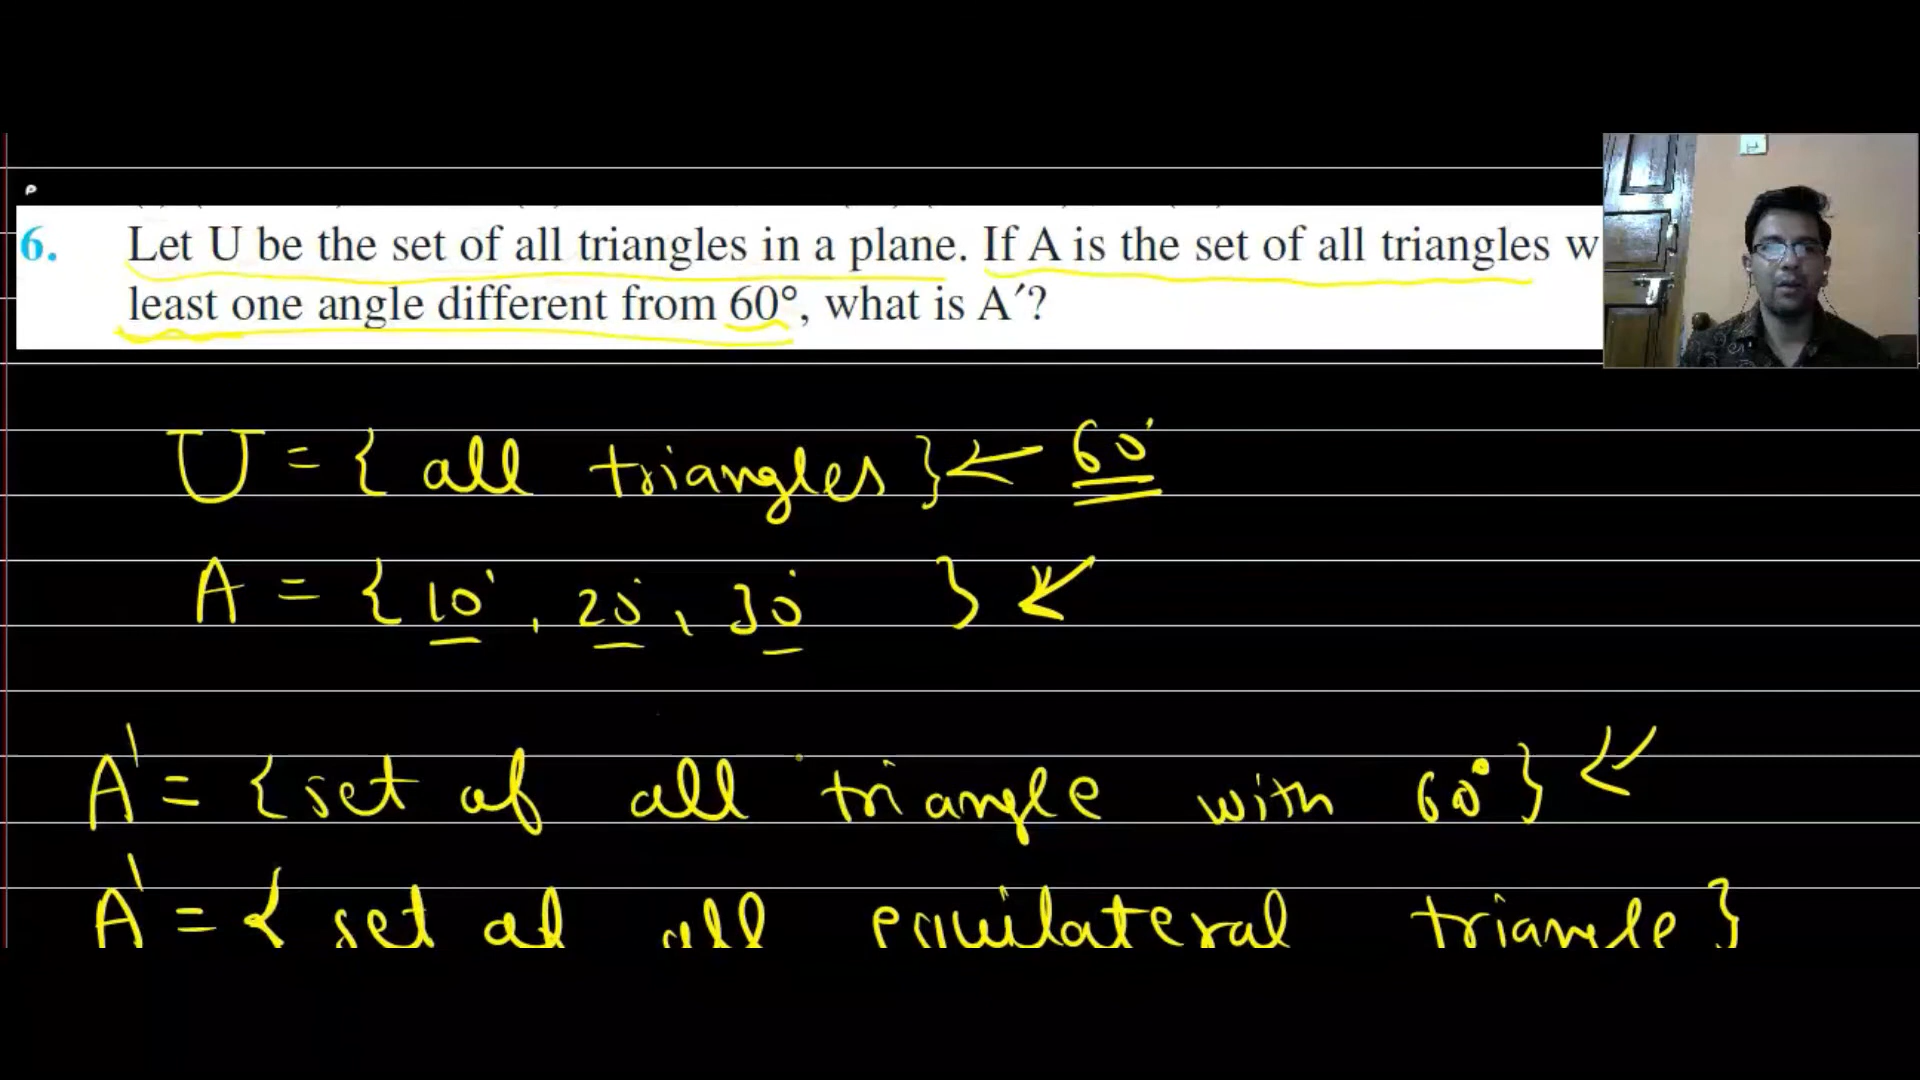 6. Let U be the set of all triangles in a plane. If A is the set of all triangles w
least one angle different from 60°, what is A′?
U = { all triangles } ← 60°
A = { 10°, 20°, 30° } ←
A' = { set of all triangle with 60° } ←
A' = { set of all equilateral triangle }